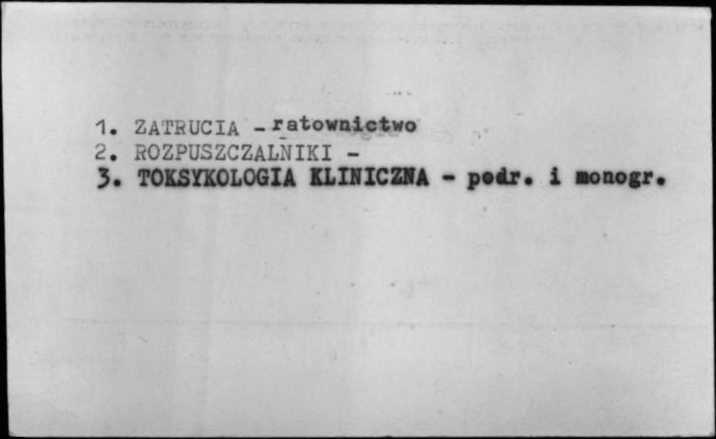 1. ZATRUCIA - ratownictwo
2. ROZPUSZCZALNIKI -
3. TOKSYKOLOGIA KLINICZNA - podr. i monogr.